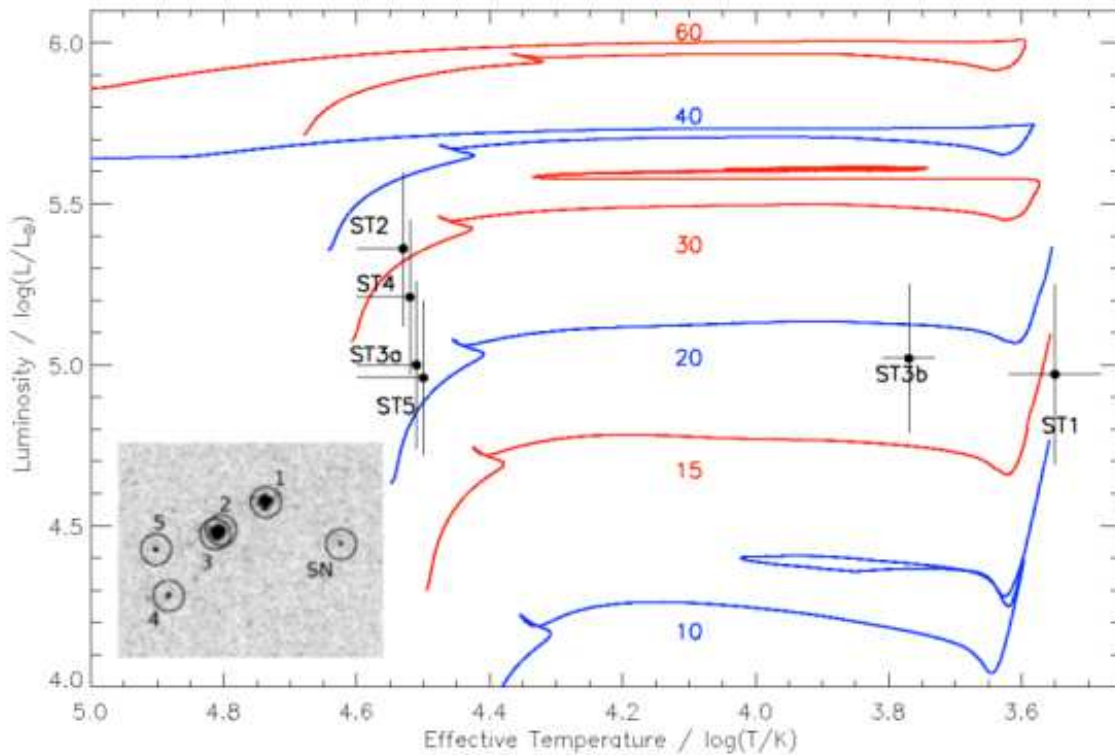 6.0
5.5
5.0
4.5
4.0
Luminosity / log(L/L⊙)
60
40
30
20
15
10
ST2
ST4
ST3a
ST5
ST3b
ST1
1
2
3
4
5
SN
5.0 4.8 4.6 4.4 4.2 4.0 3.8 3.6
Effective Temperature / log(T/K)